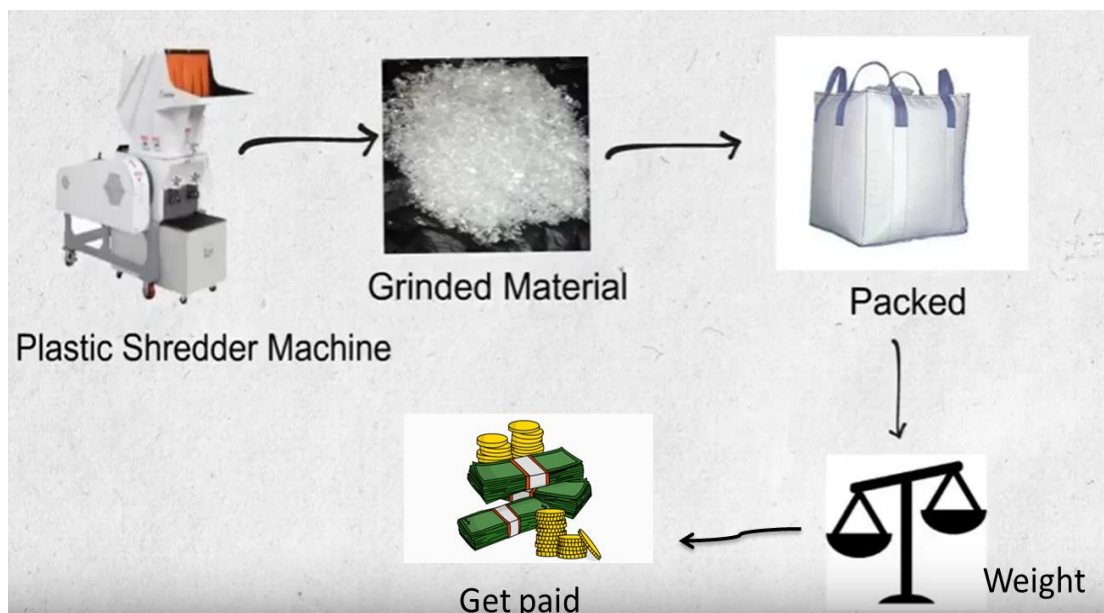 Plastic Shredder Machine
Grinded Material
Packed
Weight
Get paid